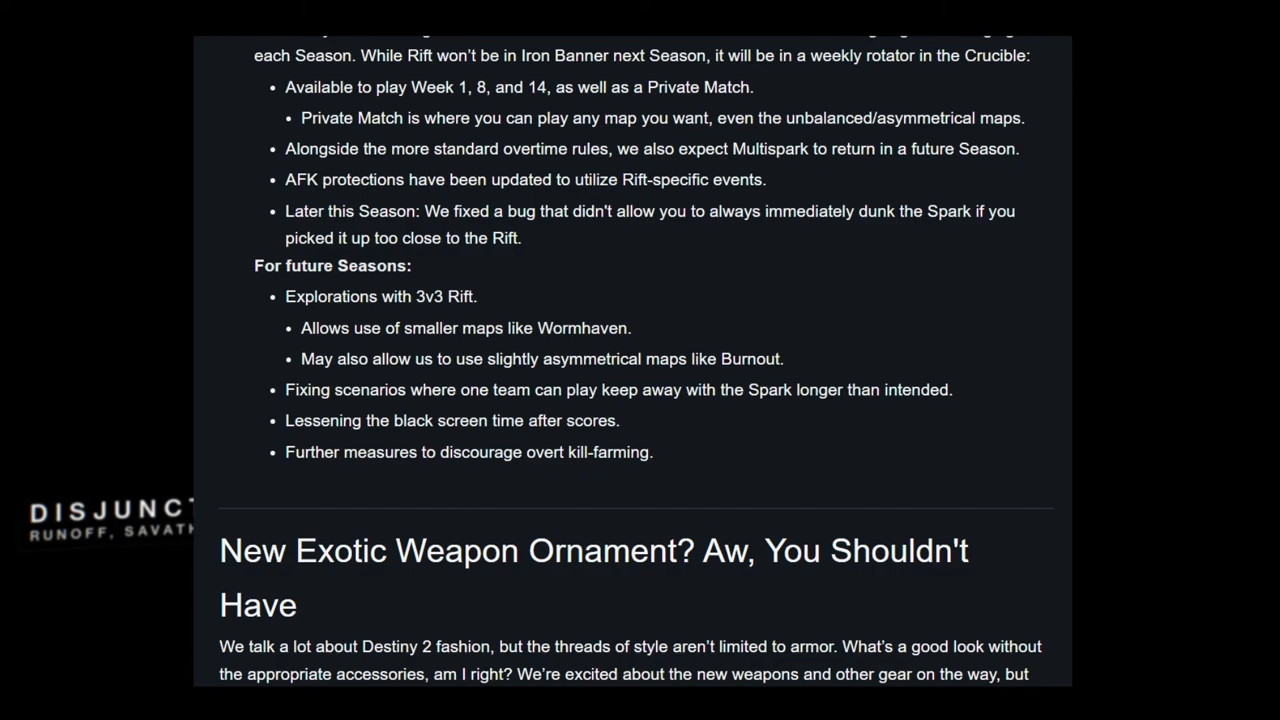 each Season. While Rift won’t be in Iron Banner next Season, it will be in a weekly rotator in the Crucible:
• Available to play Week 1, 8, and 14, as well as a Private Match.
• Private Match is where you can play any map you want, even the unbalanced/asymmetrical maps.
• Alongside the more standard overtime rules, we also expect Multispark to return in a future Season.
• AFK protections have been updated to utilize Rift-specific events.
• Later this Season: We fixed a bug that didn't allow you to always immediately dunk the Spark if you
picked it up too close to the Rift.
For future Seasons:
• Explorations with 3v3 Rift.
• Allows use of smaller maps like Wormhaven.
• May also allow us to use slightly asymmetrical maps like Burnout.
• Fixing scenarios where one team can play keep away with the Spark longer than intended.
• Lessening the black screen time after scores.
• Further measures to discourage overt kill-farming.
DISJUNCT
RUNOFF, SAVATH
New Exotic Weapon Ornament? Aw, You Shouldn't
Have
We talk a lot about Destiny 2 fashion, but the threads of style aren’t limited to armor. What’s a good look without
the appropriate accessories, am I right? We’re excited about the new weapons and other gear on the way, but